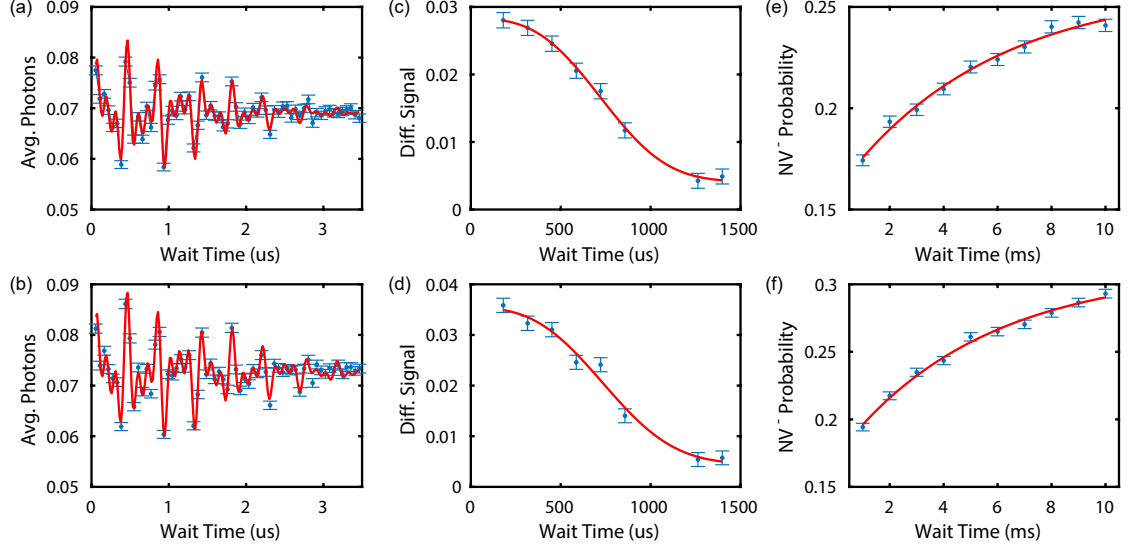 (a)
0.09
0.08
0.07
0.06
0.05
Avg. Photons
0 1 2 3
Wait Time (us)
(c)
0.03
0.02
0.01
0
Diff. Signal
0 500 1000 1500
Wait Time (us)
(e)
0.25
0.2
0.15
NV⁻ Probability
2 4 6 8 10
Wait Time (ms)
(b)
0.09
0.08
0.07
0.06
0.05
Avg. Photons
0 1 2 3
Wait Time (us)
(d)
0.04
0.03
0.02
0.01
0
Diff. Signal
0 500 1000 1500
Wait Time (us)
(f)
0.3
0.25
0.2
0.15
NV⁻ Probability
2 4 6 8 10
Wait Time (ms)